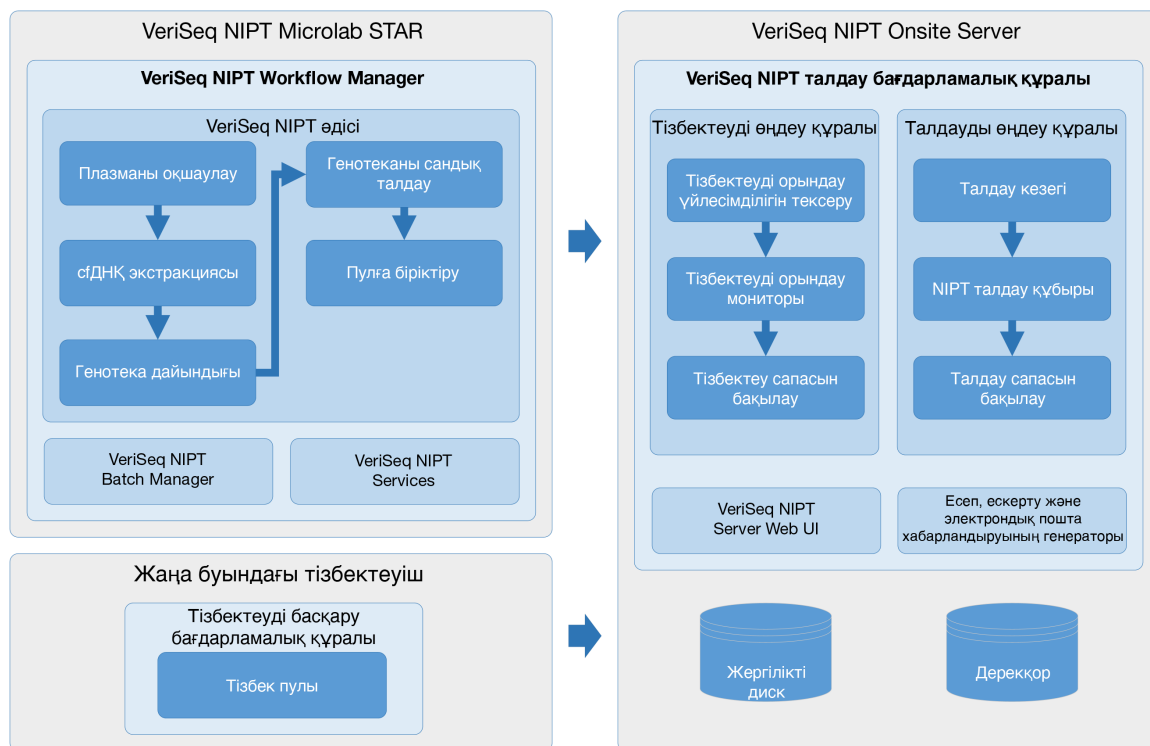 VeriSeq NIPT Microlab STAR
VeriSeq NIPT Workflow Manager
VeriSeq NIPT әдісі
Плазманы оқшаулау
cfДНҚ экстракциясы
Генотека дайындығы
Генотеканы сандық
талдау
Пулға біріктіру
VeriSeq NIPT
Batch Manager
VeriSeq NIPT
Services
Жаңа буындағы тізбектеуіш
Тізбектеуді басқару
бағдарламалық құралы
Тізбек пулы
VeriSeq NIPT Onsite Server
VeriSeq NIPT талдау бағдарламалық құралы
Тізбектеуді өңдеу құралы
Тізбектеуді орындау
үйлесімділігін тексеру
Тізбектеуді орындау
мониторы
Тізбектеу сапасын
бақылау
Талдауды өңдеу құралы
Талдау кезегі
NIPT талдау құбыры
Талдау сапасын
бақылау
VeriSeq NIPT
Server Web UI
Есеп, ескерту және
электрондық пошта
хабарландыруының генераторы
Жергілікті
диск
Дерекқор